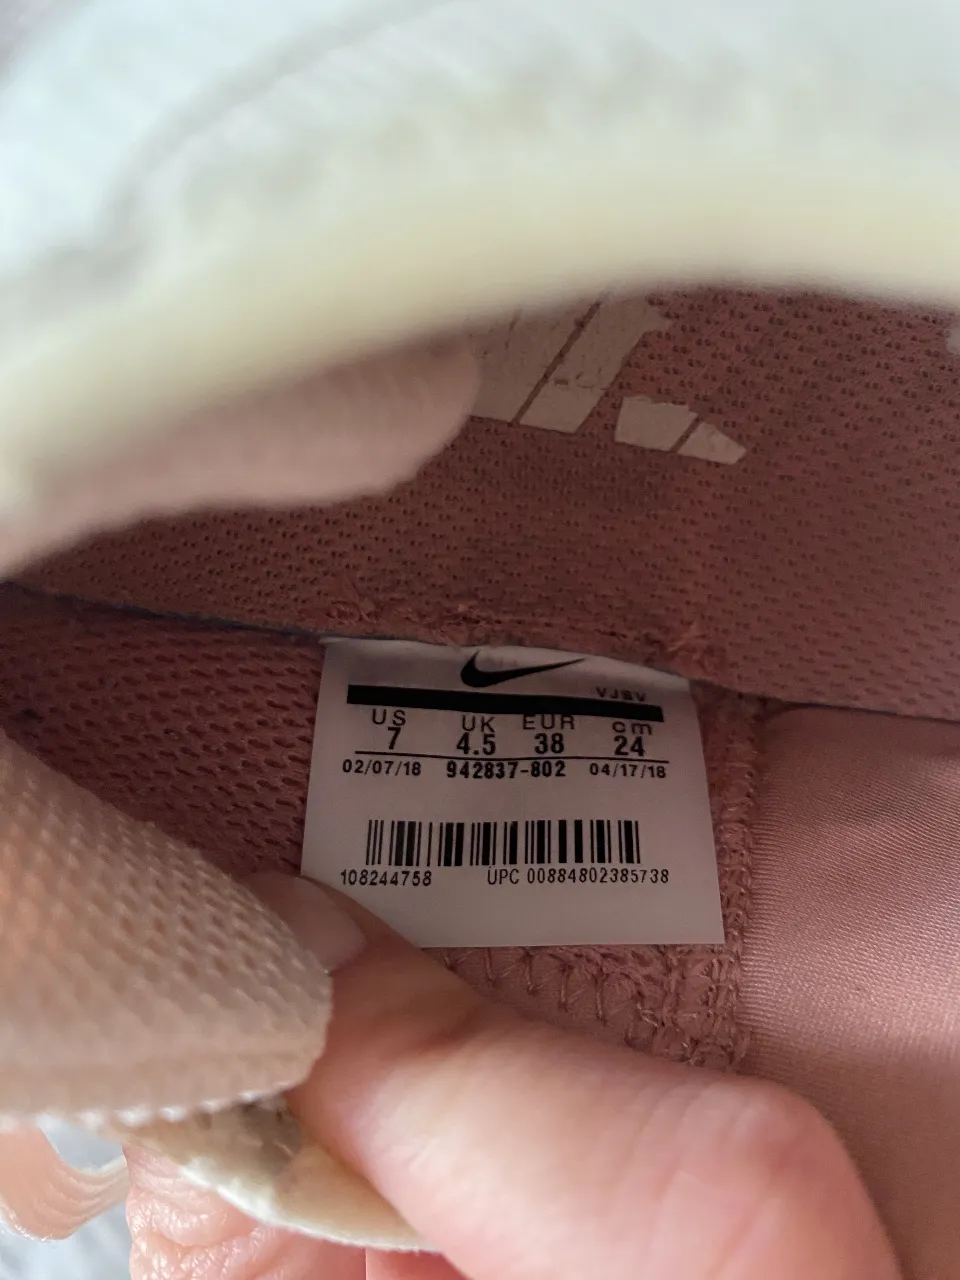 VJSV
US UK EUR cm
7 4.5 38 24
02/07/18 942837-802 04/17/18
108244758 UPC 00884802385738